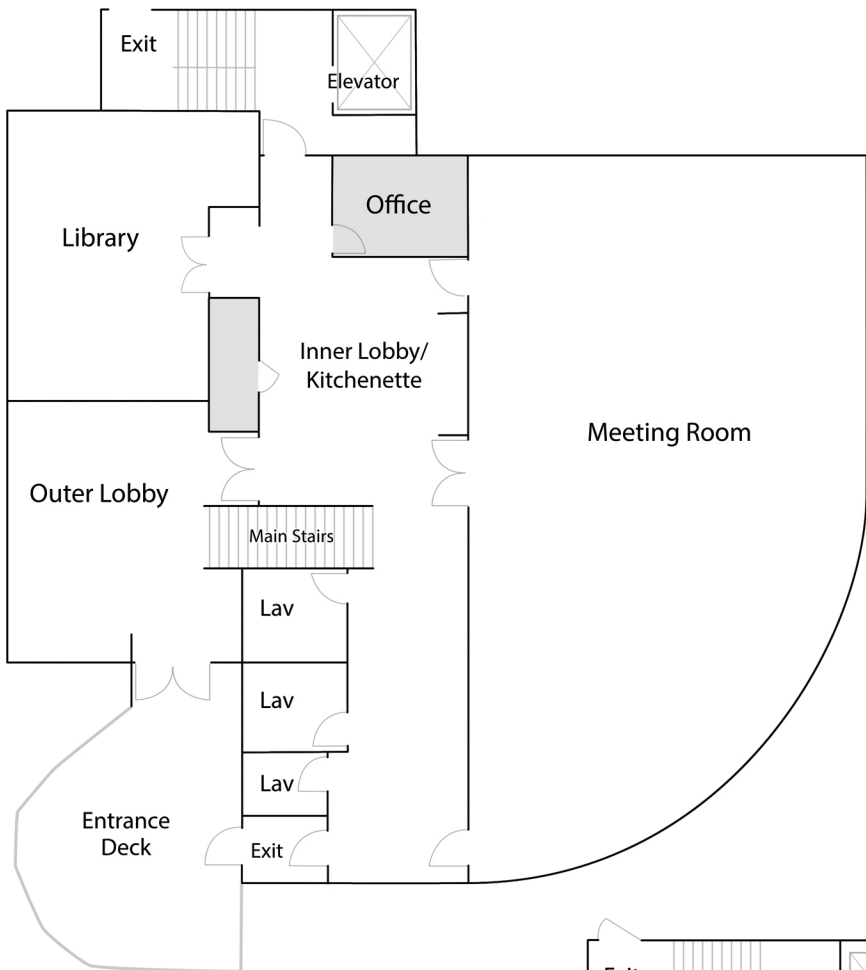 Exit
Elevator
Office
Library
Inner Lobby/
Kitchenette
Meeting Room
Outer Lobby
Main Stairs
Lav
Lav
Lav
Entrance
Deck
Exit
Exit